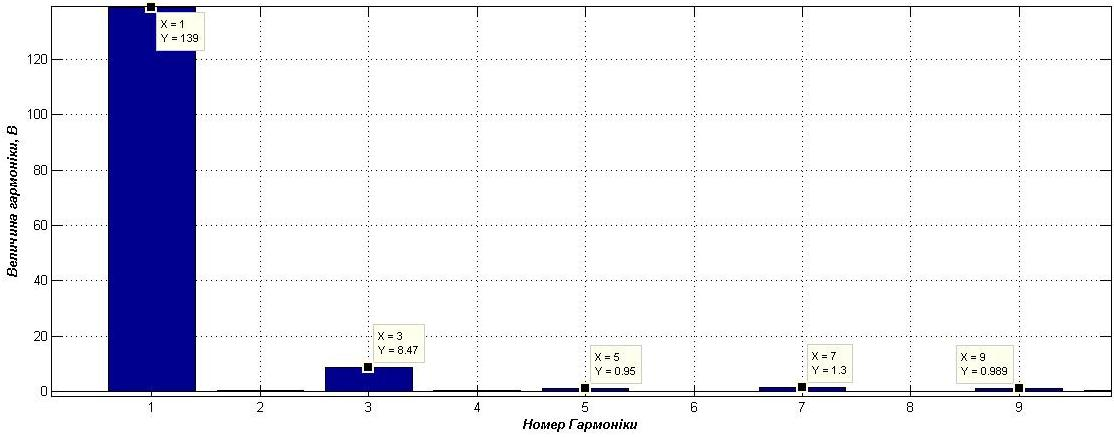 X = 1
Y = 139
120
100
80
60
40
20
0
Величина гармоніки, В
X = 3
Y = 8.47
X = 5
Y = 0.95
X = 7
Y = 1.3
X = 9
Y = 0.989
1 2 3 4 5 6 7 8 9
Номер Гармоніки